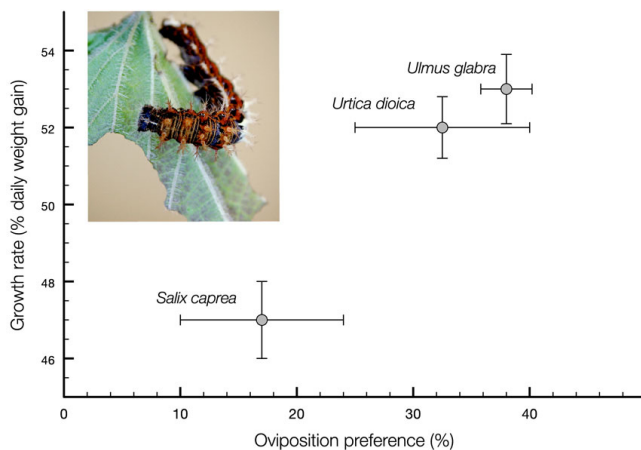 54
52
50
48
46
Growth rate (% daily weight gain)
Ulmus glabra
Urtica dioica
Salix caprea
0
10
20
30
40
Oviposition preference (%)